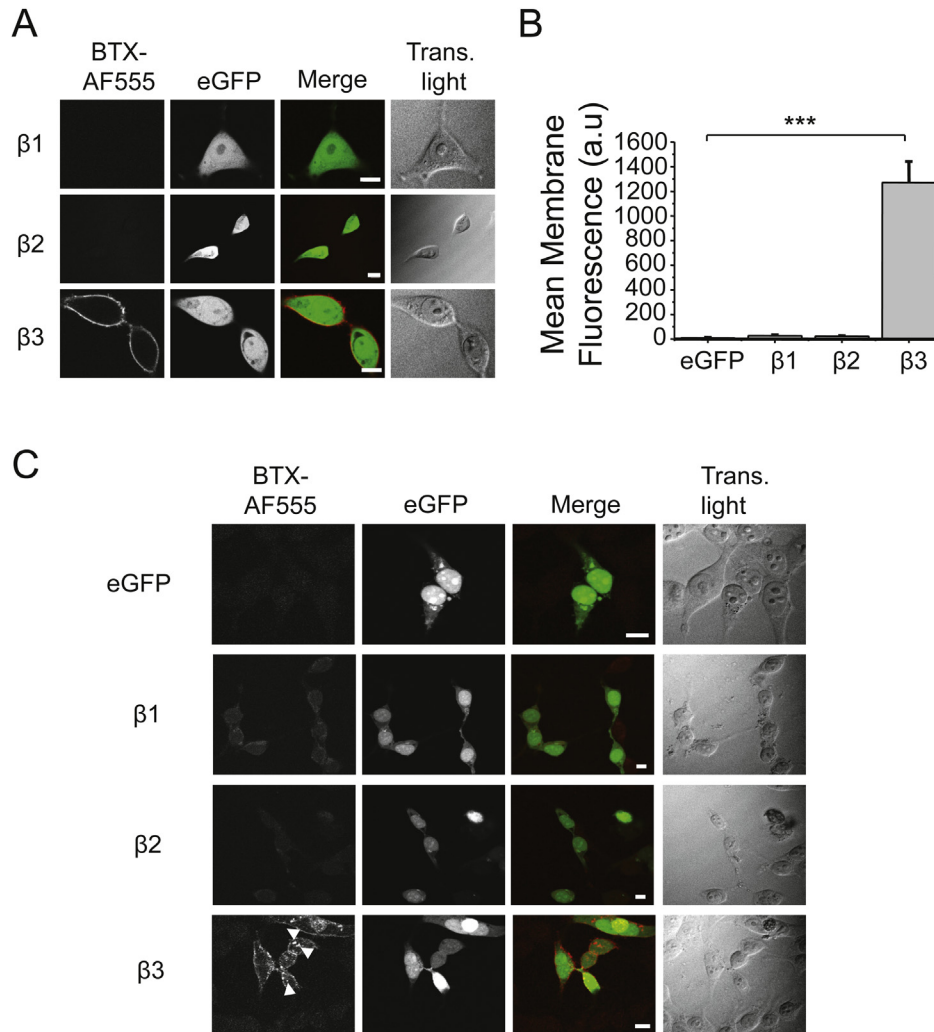 A
BTX-
AF555
eGFP
Merge
Trans.
light
β1
β2
β3
B
Mean Membrane
Fluorescence (a.u)
***
1600
1400
1200
1000
800
600
400
200
0
eGFP
β1
β2
β3
C
BTX-
AF555
eGFP
Merge
Trans.
light
eGFP
β1
β2
β3